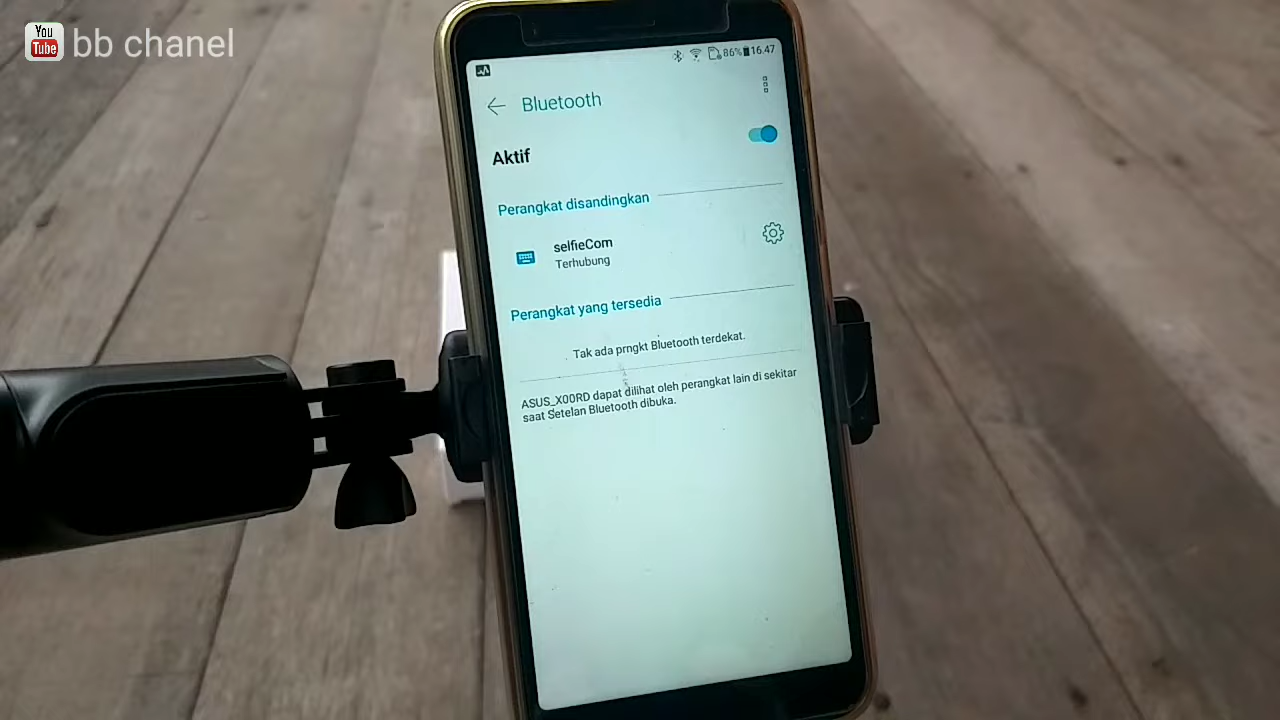 You
Tube
bb chanel
86% 16.47
Bluetooth
Aktif
Perangkat disandingkan
selfieCom
Terhubung
Perangkat yang tersedia
Tak ada prngkt Bluetooth terdekat.
ASUS_X00RD dapat dilihat oleh perangkat lain di sekitar
saat Setelan Bluetooth dibuka.